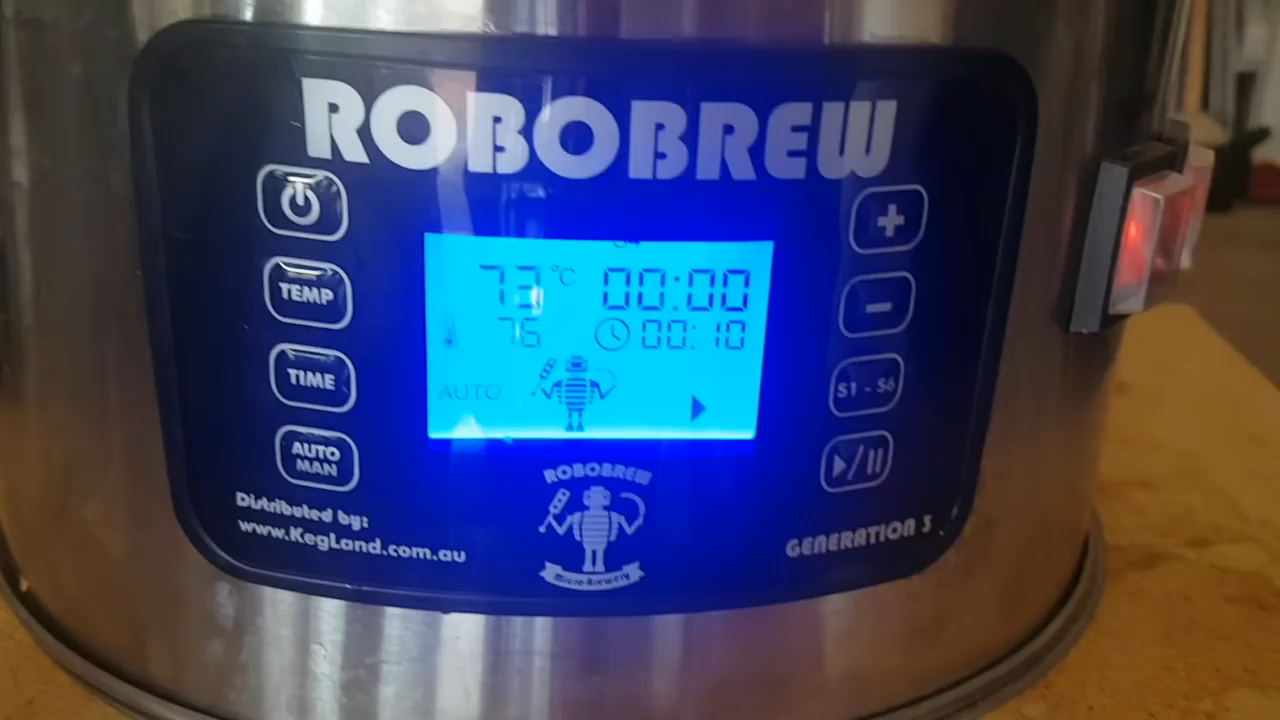 ROBOBREW
TEMP
TIME
AUTO
MAN
73 °C 00:00
76 00:10
AUTO
+
-
S1 - S6
Distributed by:
www.KegLand.com.au
ROBOBREW
Micro-Brewery
GENERATION 3